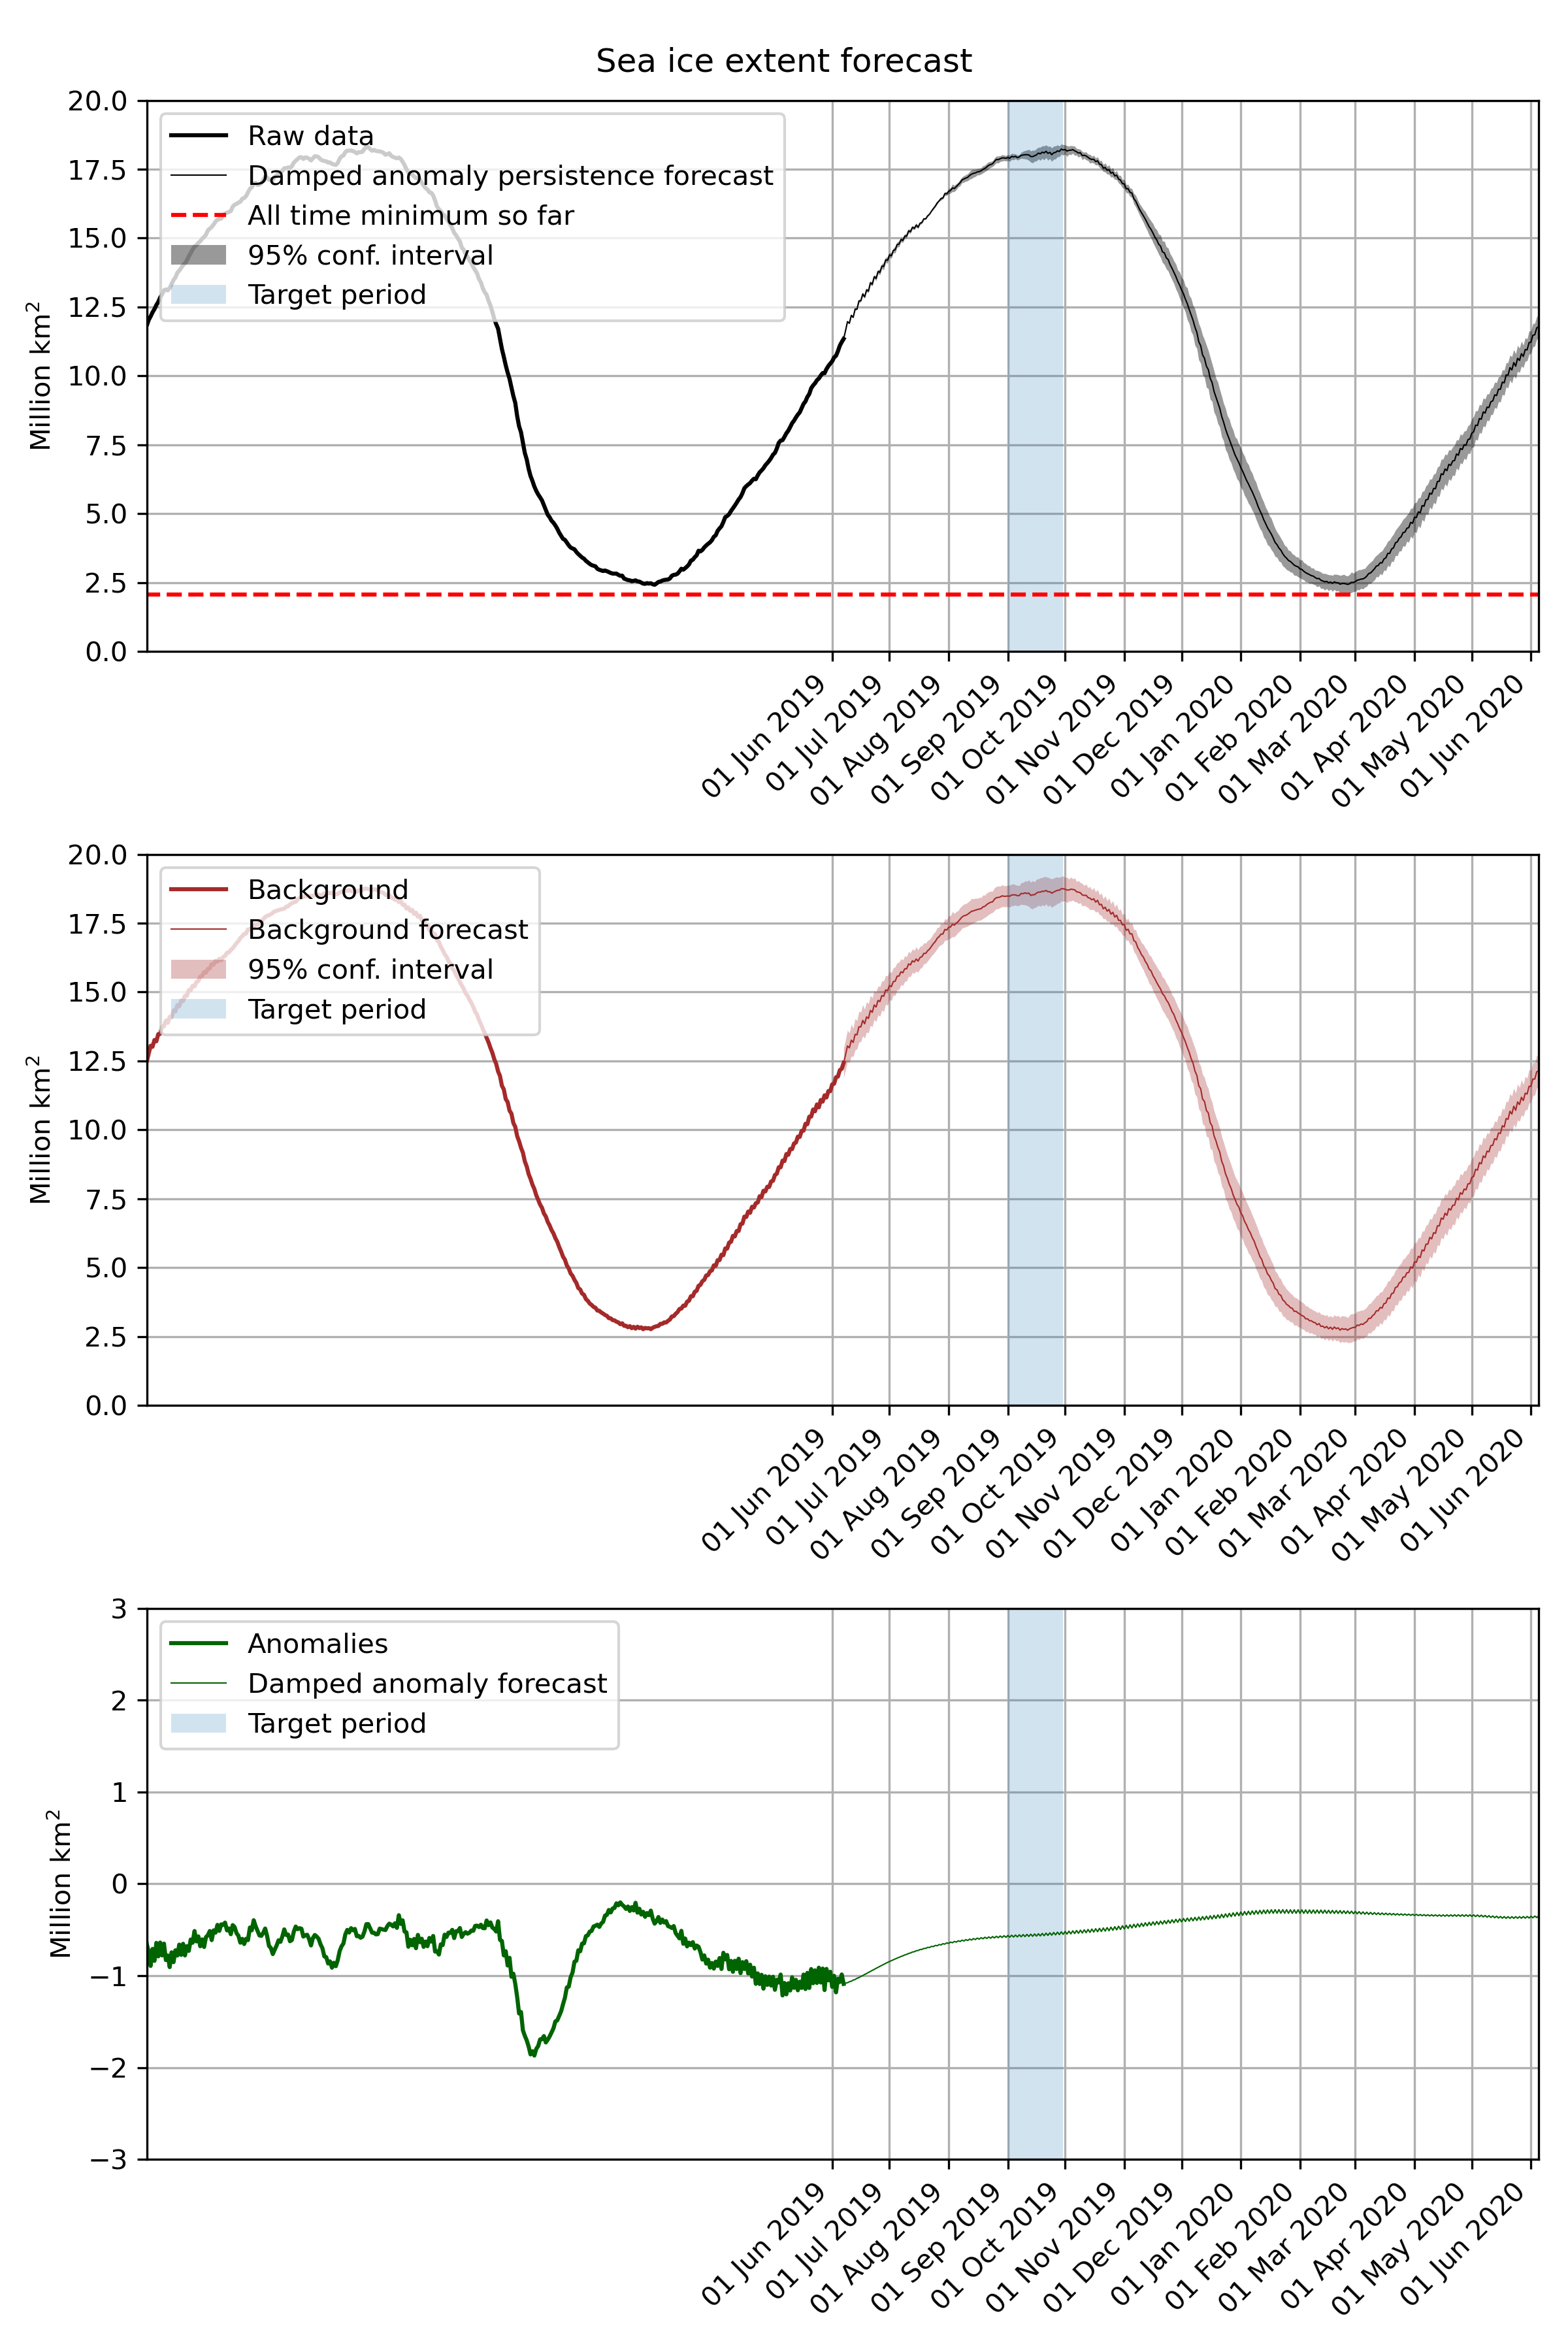 Sea ice extent forecast
20.0
17.5
15.0
12.5
10.0
7.5
5.0
2.5
0.0
Million km²
Raw data
Damped anomaly persistence forecast
All time minimum so far
95% conf. interval
Target period
01 Jun 2019
01 Jul 2019
01 Aug 2019
01 Sep 2019
01 Oct 2019
01 Nov 2019
01 Dec 2019
01 Jan 2020
01 Feb 2020
01 Mar 2020
01 Apr 2020
01 May 2020
01 Jun 2020
20.0
17.5
15.0
12.5
10.0
7.5
5.0
2.5
0.0
Million km²
Background
Background forecast
95% conf. interval
Target period
01 Jun 2019
01 Jul 2019
01 Aug 2019
01 Sep 2019
01 Oct 2019
01 Nov 2019
01 Dec 2019
01 Jan 2020
01 Feb 2020
01 Mar 2020
01 Apr 2020
01 May 2020
01 Jun 2020
3
2
1
0
−1
−2
−3
Million km²
Anomalies
Damped anomaly forecast
Target period
01 Jun 2019
01 Jul 2019
01 Aug 2019
01 Sep 2019
01 Oct 2019
01 Nov 2019
01 Dec 2019
01 Jan 2020
01 Feb 2020
01 Mar 2020
01 Apr 2020
01 May 2020
01 Jun 2020